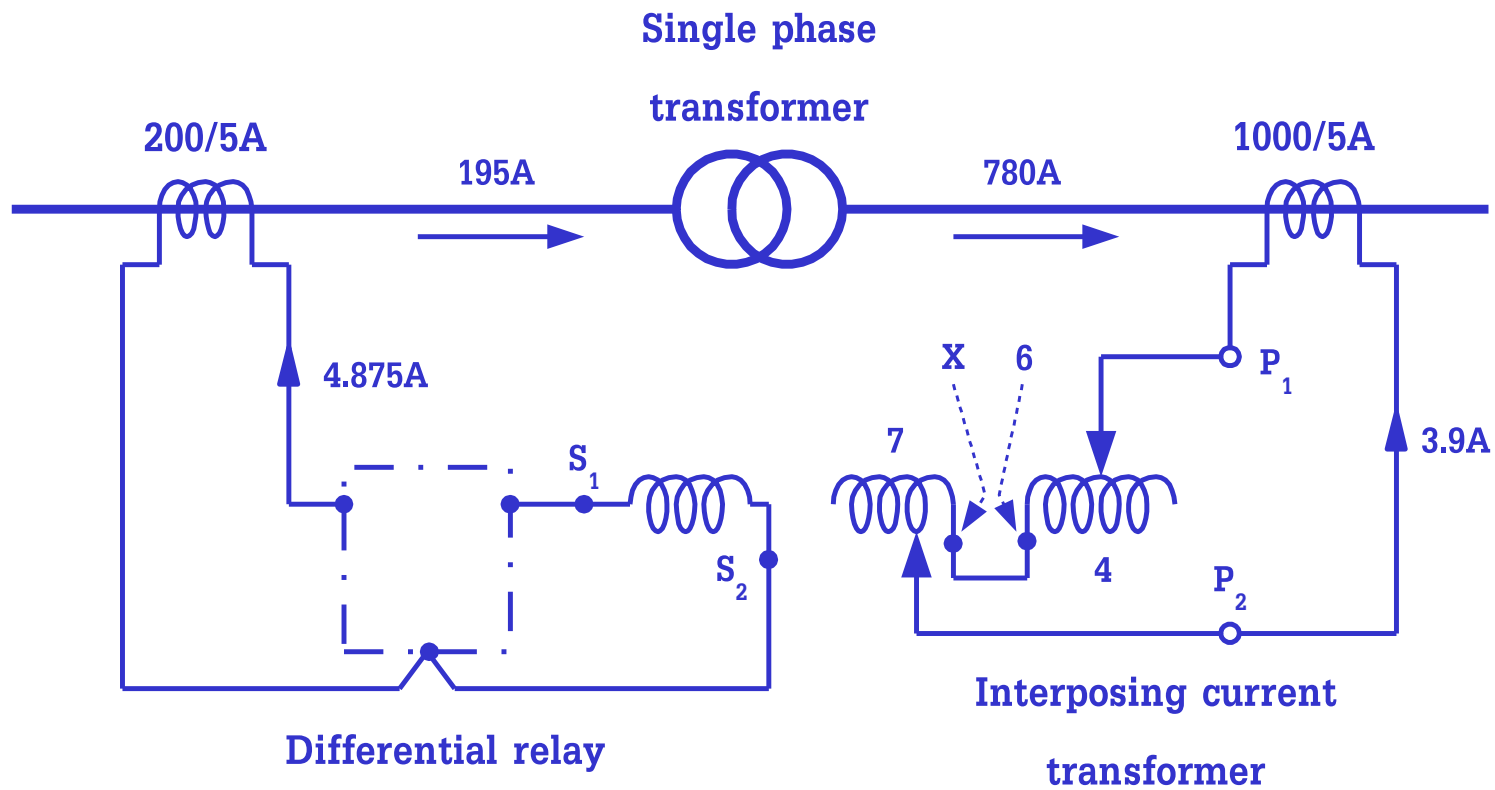 Single phase
transformer
200/5A
195A
780A
1000/5A
4.875A
X
6
P1
7
3.9A
S1
S2
4
P2
Interposing current
transformer
Differential relay